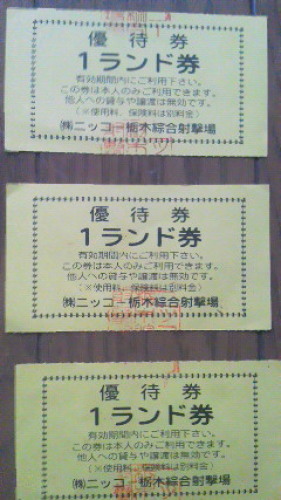 優待券
1ランド券
有効期間内にご利用下さい。
この券は本人のみご利用できます。
他人への貸与や譲渡は無効です。
(※使用料、保険料は別料金)
㈱ニッコー栃木綜合射撃場
優待券
1ランド券
有効期間内にご利用下さい。
この券は本人のみご利用できます。
他人への貸与や譲渡は無効です。
(※使用料、保険料は別料金)
㈱ニッコー栃木綜合射撃場
優待券
1ランド券
有効期間内にご利用下さい。
この券は本人のみご利用できます。
他人への貸与や譲渡は無効です。
(※使用料、保険料は別料金)
㈱ニッコー栃木綜合射撃場